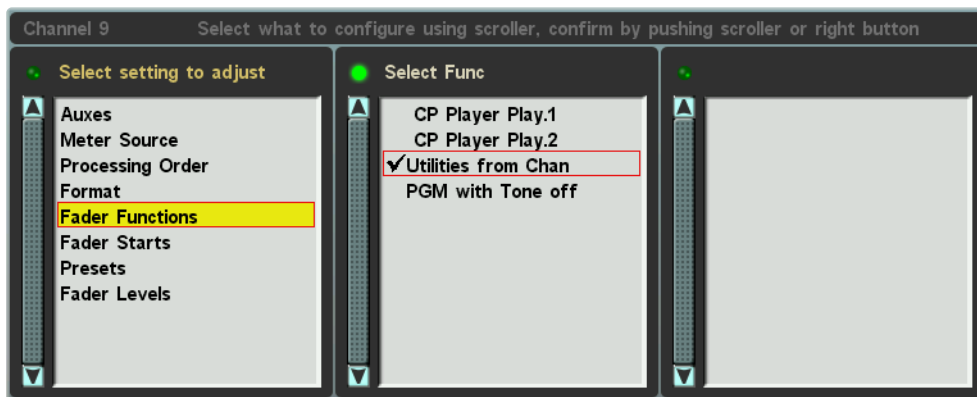 Channel 9 Select what to configure using scroller, confirm by pushing scroller or right button
Select setting to adjust
Auxes
Meter Source
Processing Order
Format
Fader Functions
Fader Starts
Presets
Fader Levels
Select Func
CP Player Play.1
CP Player Play.2
Utilities from Chan
PGM with Tone off